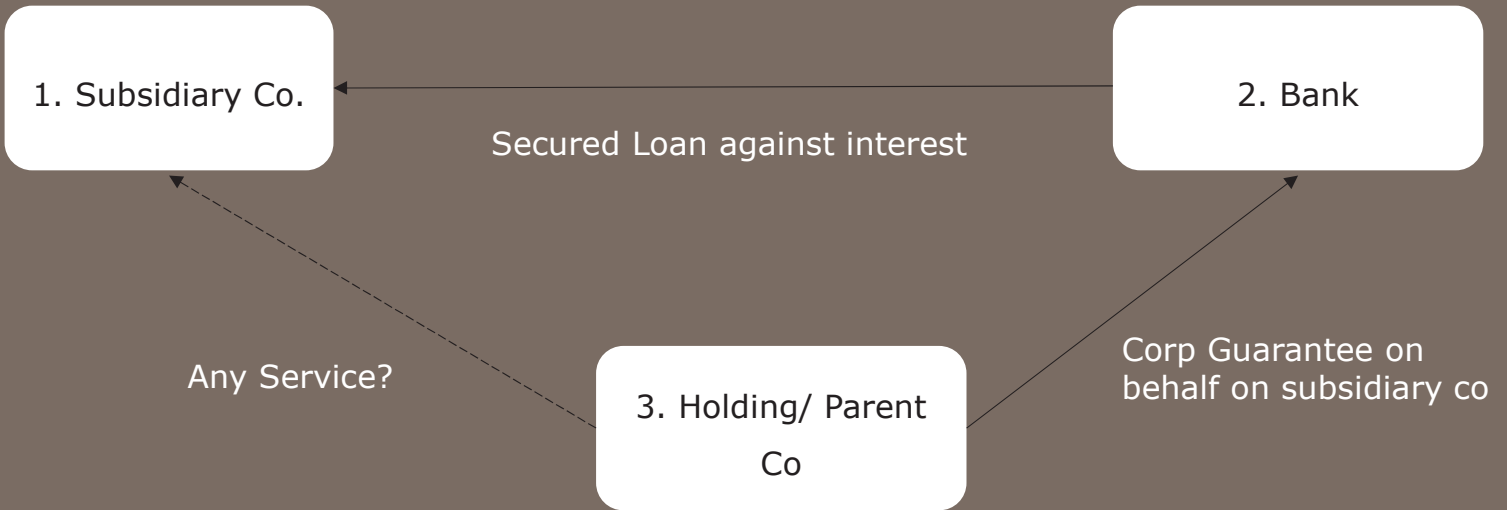 1. Subsidiary Co.
2. Bank
Secured Loan against interest
Any Service?
3. Holding/ Parent
Co
Corp Guarantee on
behalf on subsidiary co